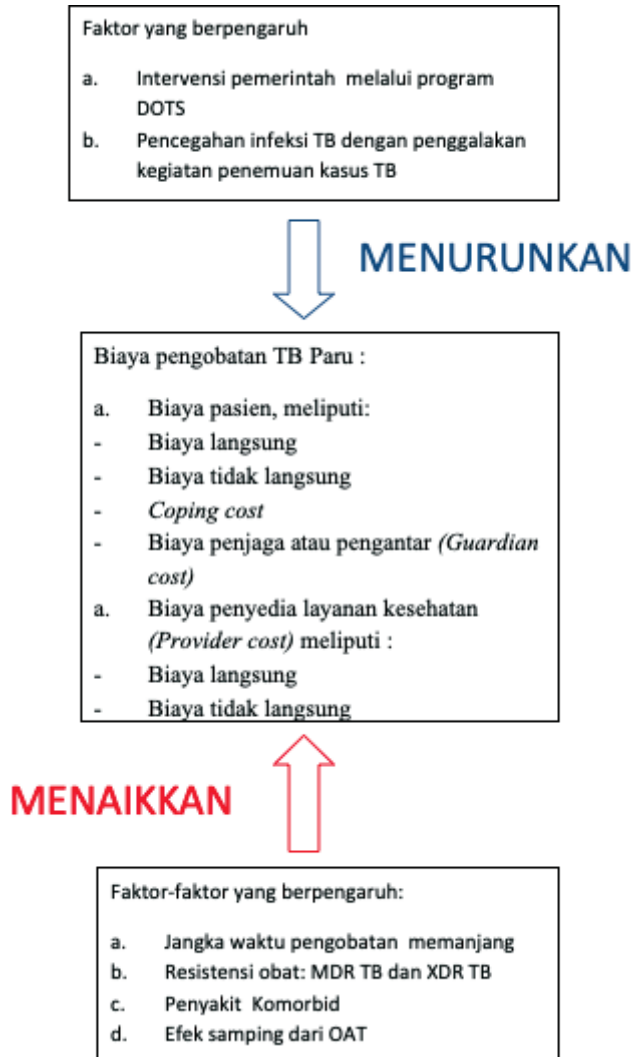 Faktor yang berpengaruh
a. Intervensi pemerintah melalui program
DOTS
b. Pencegahan infeksi TB dengan penggalakan
kegiatan penemuan kasus TB
MENURUNKAN
Biaya pengobatan TB Paru :
a. Biaya pasien, meliputi:
- Biaya langsung
- Biaya tidak langsung
- Coping cost
- Biaya penjaga atau pengantar (Guardian
cost)
a. Biaya penyedia layanan kesehatan
(Provider cost) meliputi :
- Biaya langsung
- Biaya tidak langsung
MENAIKKAN
Faktor-faktor yang berpengaruh:
a. Jangka waktu pengobatan memanjang
b. Resistensi obat: MDR TB dan XDR TB
c. Penyakit Komorbid
d. Efek samping dari OAT